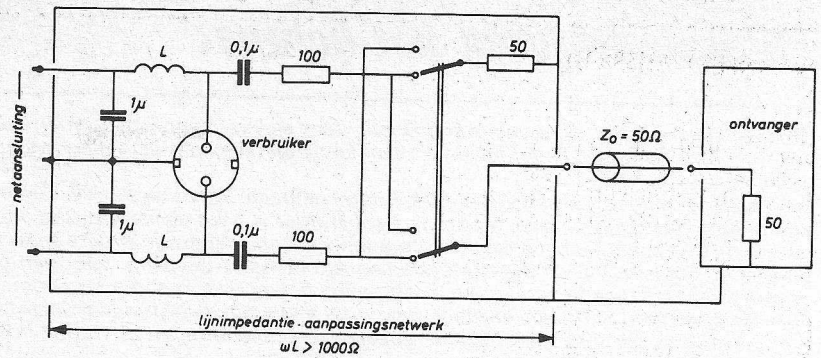 L
0,1µ
100
50
1µ
verbruiker
netaansluiting
Z₀ = 50Ω
ontvanger
50
1µ
L
0,1µ
100
lijnimpedantie - aanpassingsnetwerk
ωL > 1000Ω